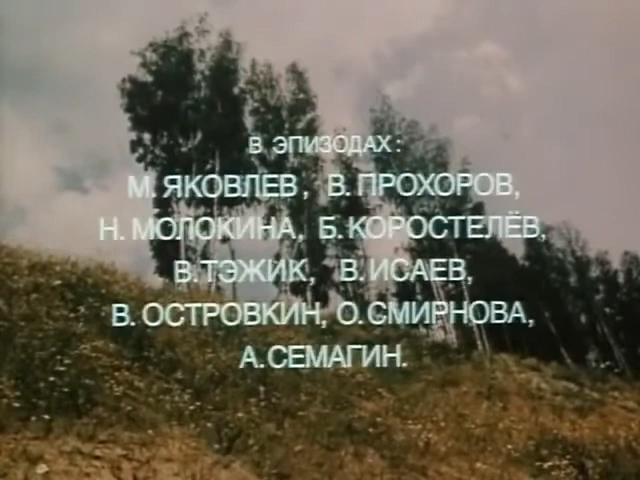 В ЭПИЗОДАХ:
М. ЯКОВЛЕВ, В. ПРОХОРОВ,
Н. МОЛОКИНА, Б. КОРОСТЕЛЁВ,
В. ТЭЖИК, В. ИСАЕВ,
В. ОСТРОВКИН, О. СМИРНОВА,
А. СЕМАГИН.